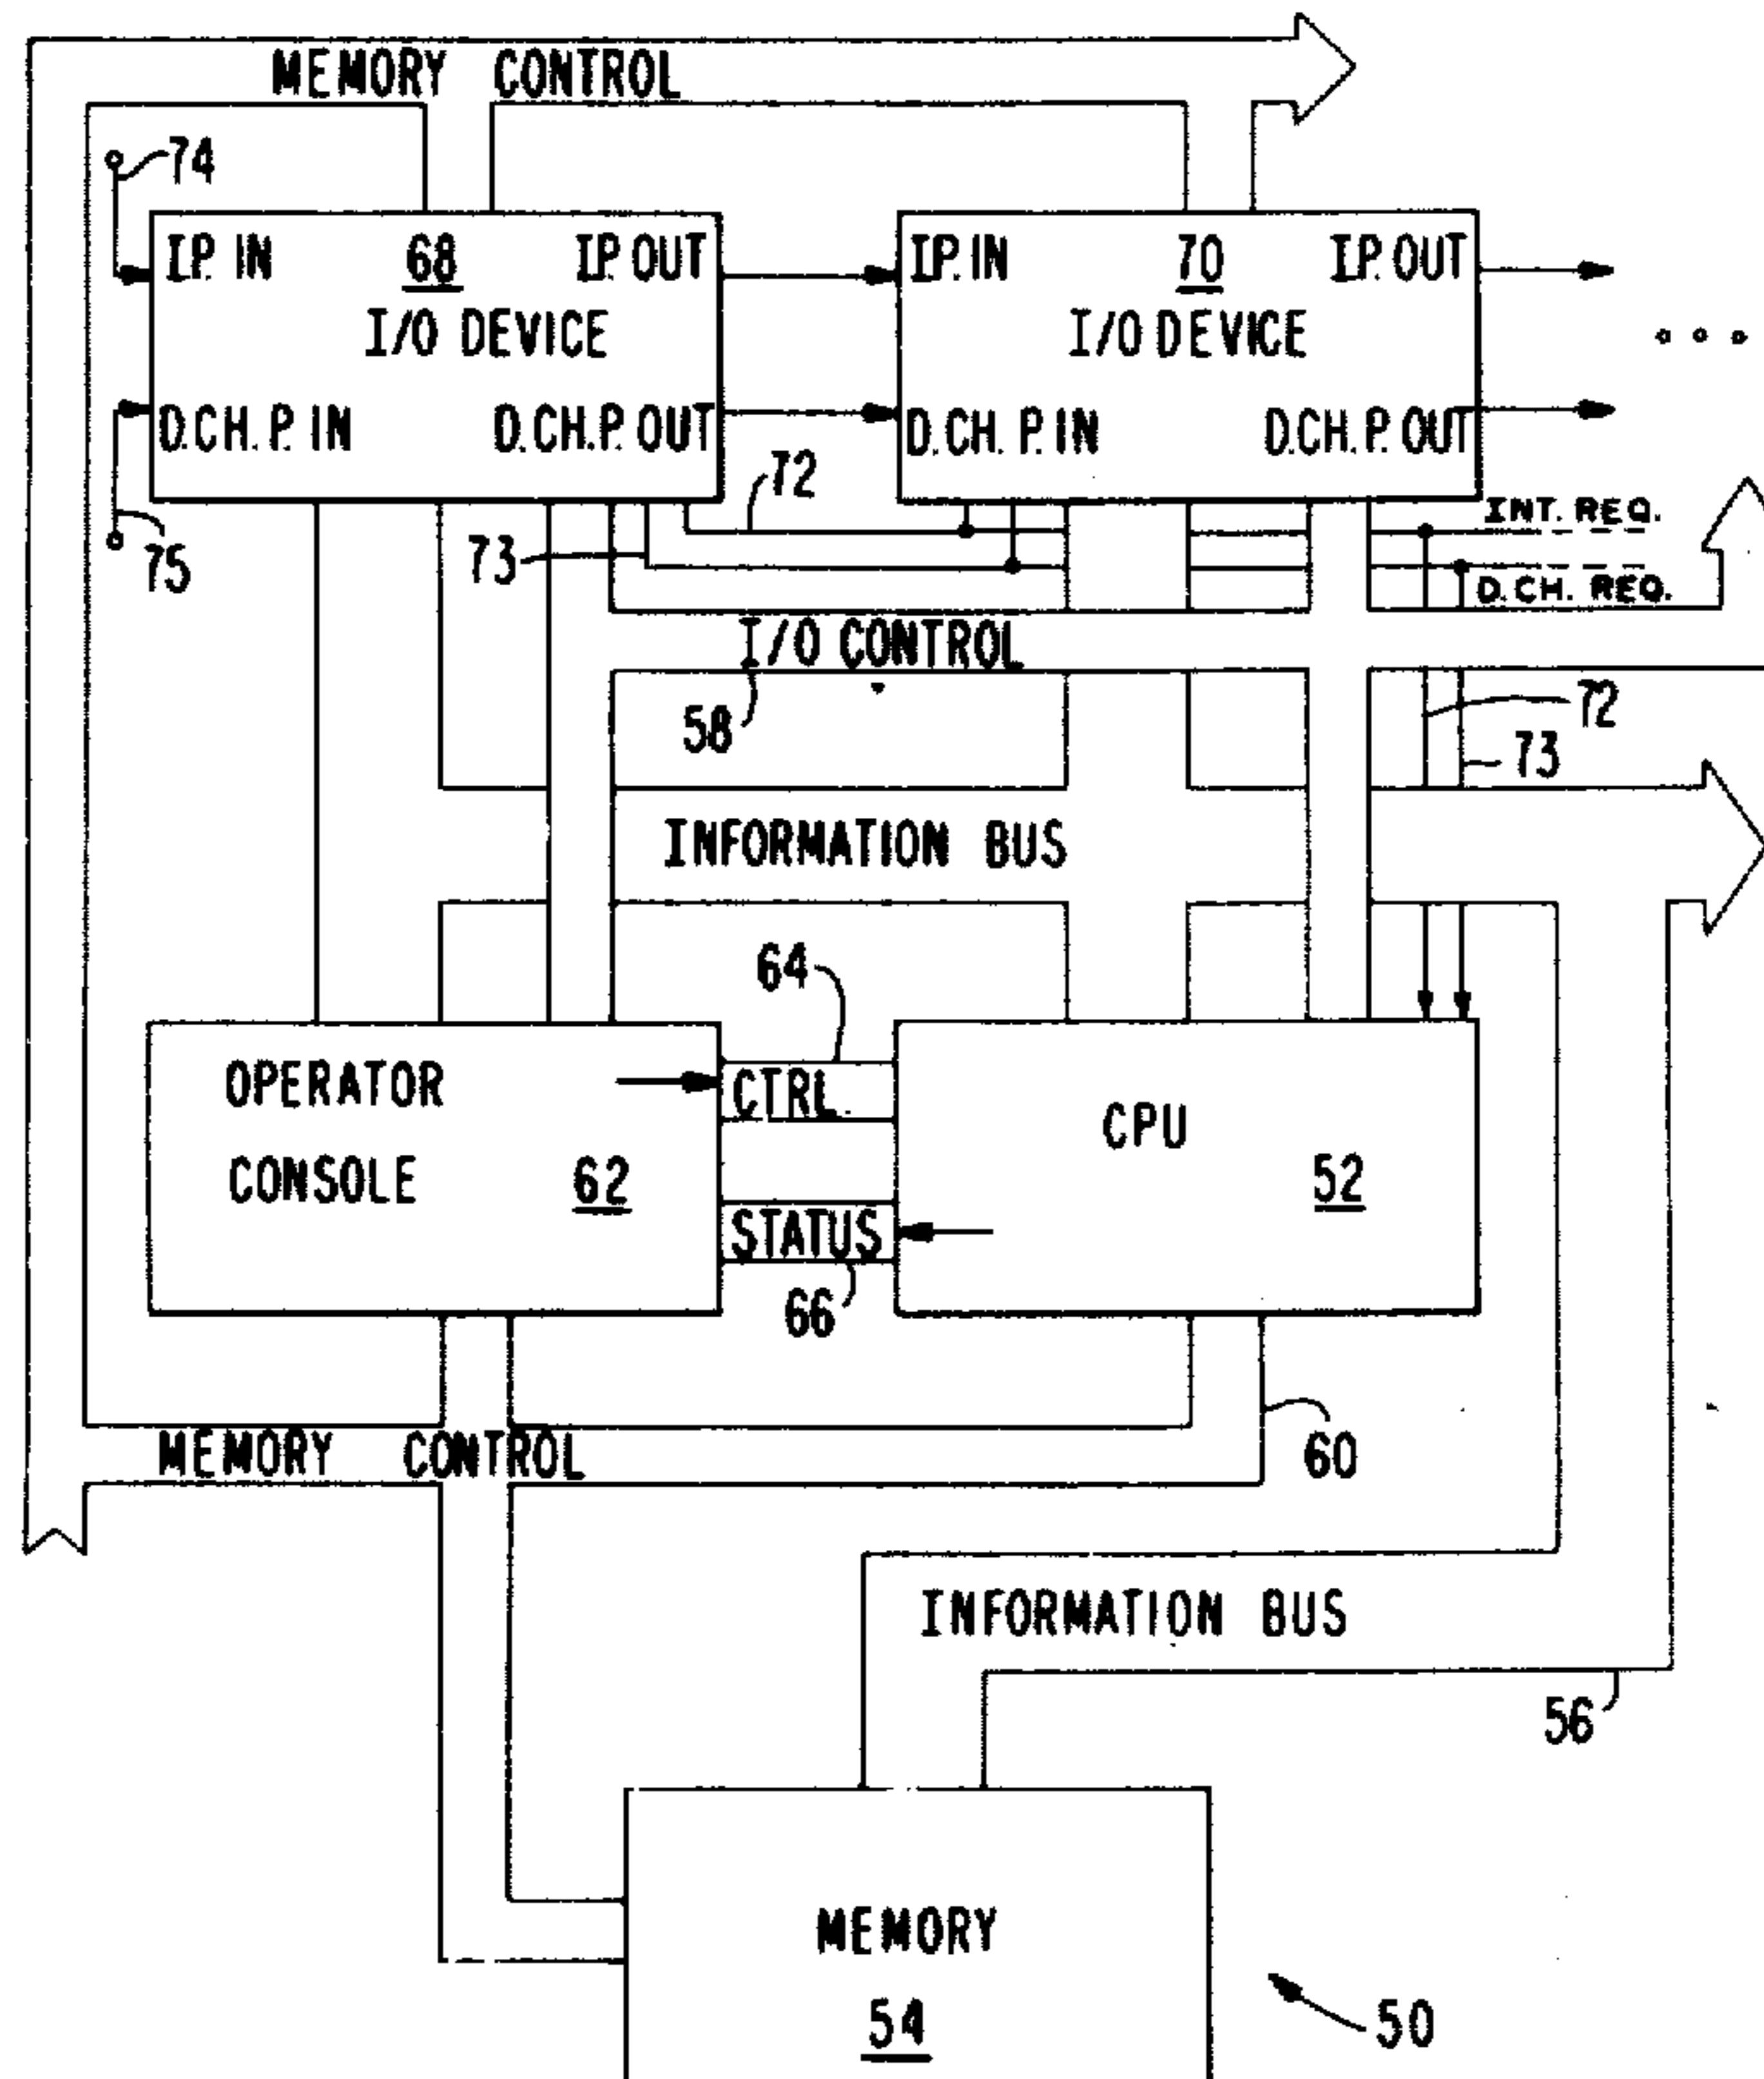 MEMORY CONTROL
74
I.P. IN
68
I.P. OUT
I/O DEVICE
D.CH.P. IN
D.CH.P. OUT
I.P. IN
70
I.P. OUT
I/O DEVICE
D.CH. P. IN
D.CH.P. OUT
75
72
73
INT. REQ.
D.CH. REQ.
I/O CONTROL
58
72
73
INFORMATION BUS
64
OPERATOR
CONSOLE
62
CTRL.
STATUS
66
CPU
52
MEMORY CONTROL
60
INFORMATION BUS
56
MEMORY
54
50